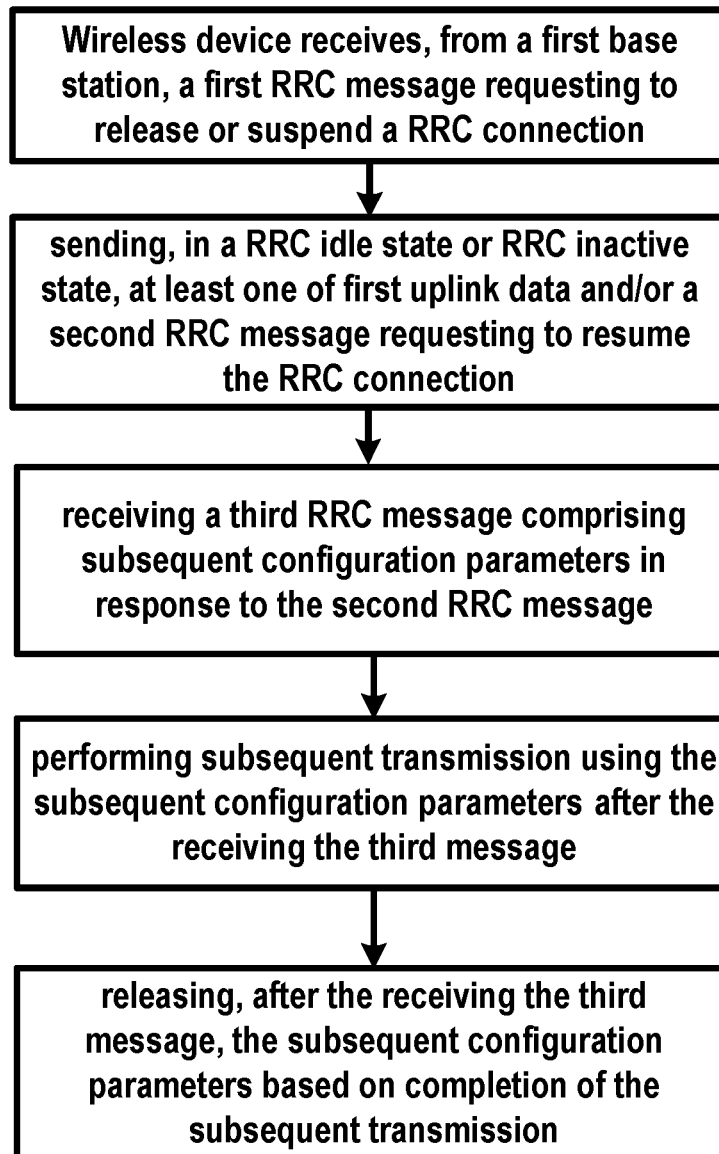 Wireless device receives, from a first base
station, a first RRC message requesting to
release or suspend a RRC connection
sending, in a RRC idle state or RRC inactive
state, at least one of first uplink data and/or a
second RRC message requesting to resume
the RRC connection
receiving a third RRC message comprising
subsequent configuration parameters in
response to the second RRC message
performing subsequent transmission using the
subsequent configuration parameters after the
receiving the third message
releasing, after the receiving the third
message, the subsequent configuration
parameters based on completion of the
subsequent transmission